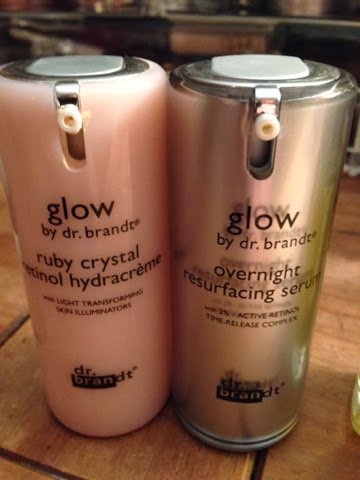 glow
by dr. brandt®
ruby crystal
retinol hydracrème
with LIGHT TRANSFORMING
SKIN ILLUMINATORS
dr.
brandt®
glow
by dr. brandt®
overnight
resurfacing serum
with 2% ACTIVE RETINOL
TIME-RELEASE COMPLEX
dr.
brandt®